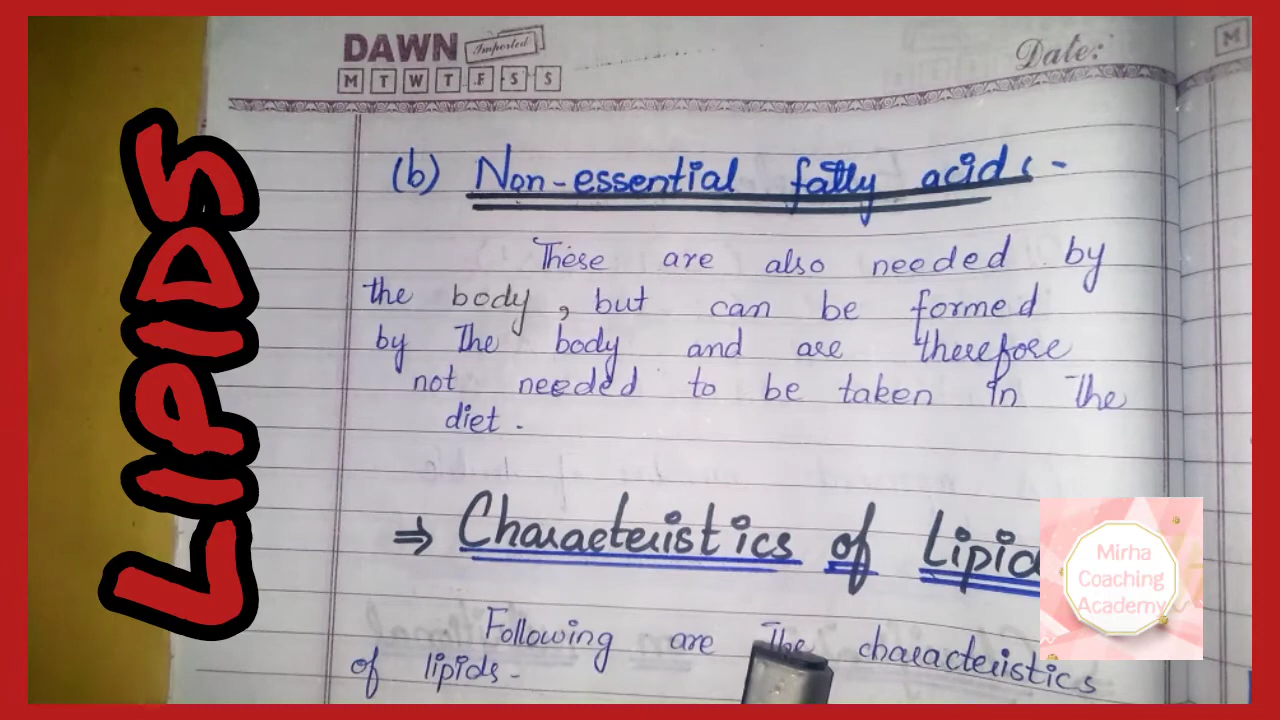 LIPIDS
DAWN Imported
M T W T F S S
Date:
M
(b) Non-essential fatty acids -
These are also needed by
the body, but can be formed
by the body and are therefore
not needed to be taken in the
diet.
⇒ Characteristics of Lipid
Following are the characteristics
of lipids.
Mirha
Coaching
Academy